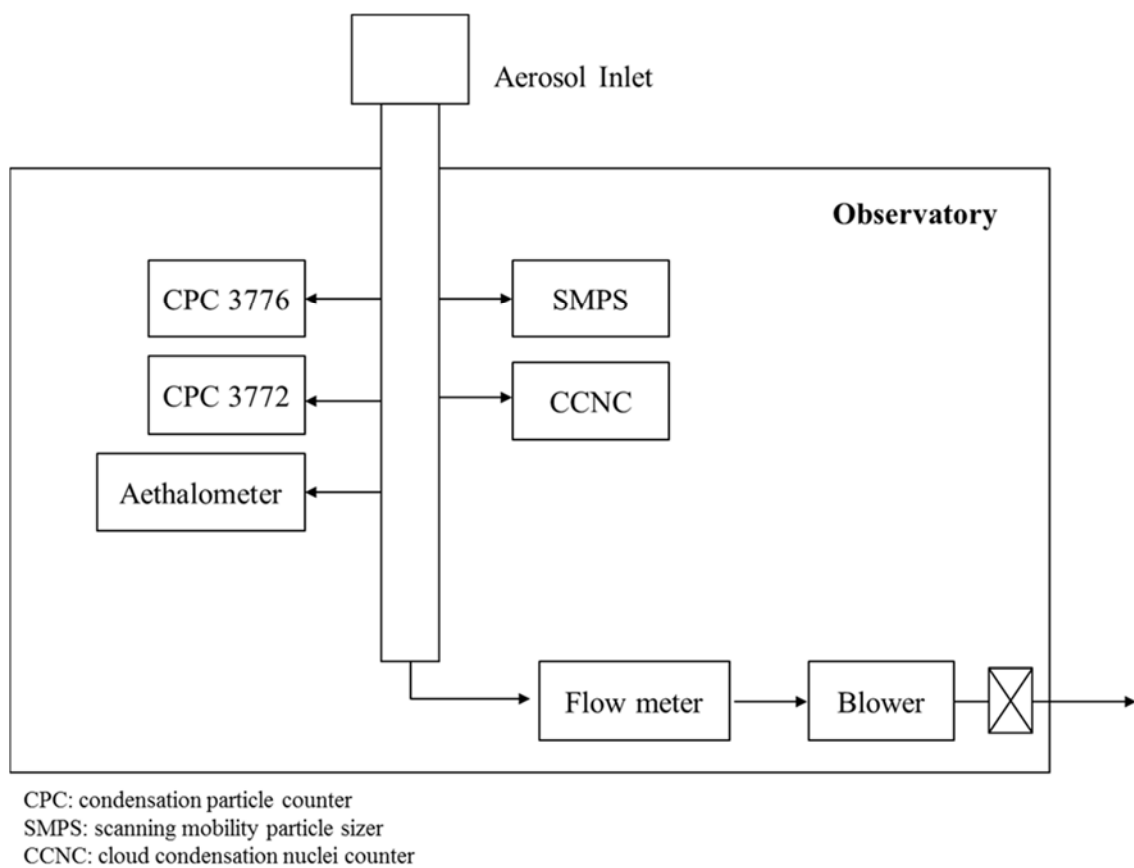 Aerosol Inlet
Observatory
CPC 3776
SMPS
CPC 3772
CCNC
Aethalometer
Flow meter
Blower
CPC: condensation particle counter
SMPS: scanning mobility particle sizer
CCNC: cloud condensation nuclei counter